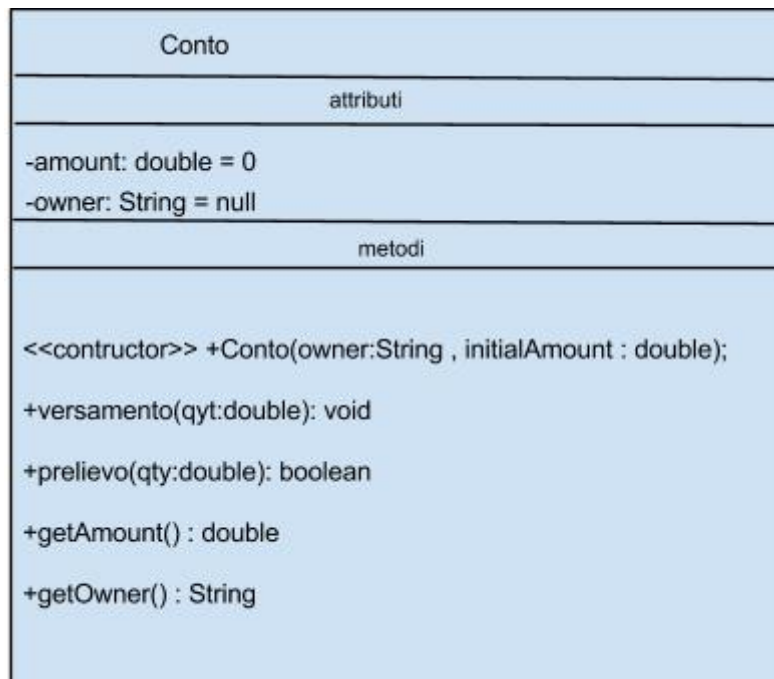 Conto
attributi
-amount: double = 0
-owner: String = null
metodi
<<contructor>> +Conto(owner:String , initialAmount : double);
+versamento(qyt:double): void
+prelievo(qty:double): boolean
+getAmount() : double
+getOwner() : String